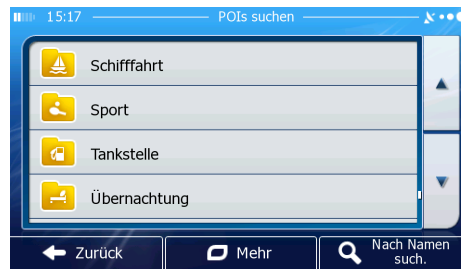 15:17 POIs suchen
Schifffahrt
Sport
Tankstelle
Übernachtung
Zurück
Mehr
Nach Namen
such.